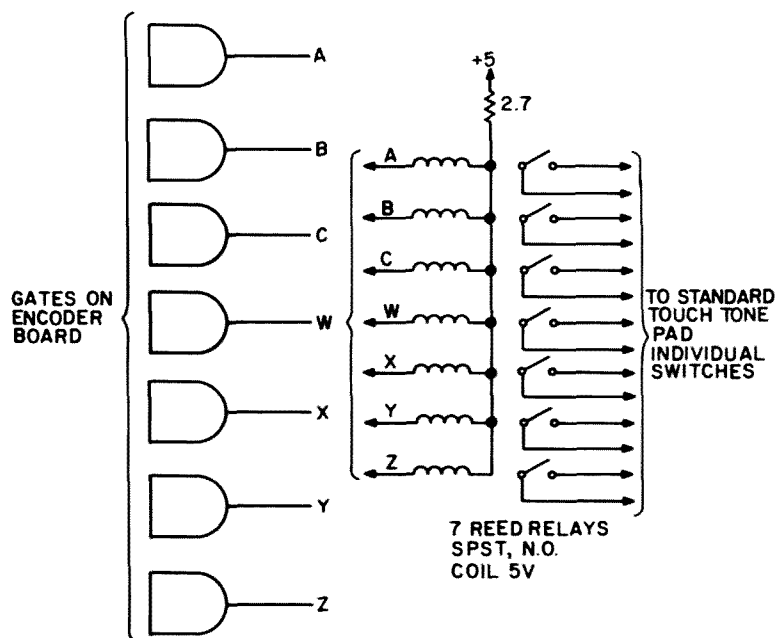 A
B
C
W
X
Y
Z
GATES ON
ENCODER
BOARD
+5
2.7
A
B
C
W
X
Y
Z
TO STANDARD
TOUCH TONE
PAD
INDIVIDUAL
SWITCHES
7 REED RELAYS
SPST, N.O.
COIL 5V